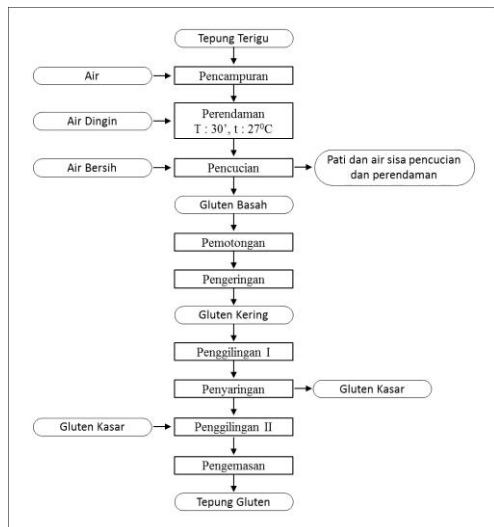 Tepung Terigu
Air
Pencampuran
Air Dingin
Perendaman
T : 30’, t : 27⁰C
Air Bersih
Pencucian
Pati dan air sisa pencucian
dan perendaman
Gluten Basah
Pemotongan
Pengeringan
Gluten Kering
Penggilingan I
Penyaringan
Gluten Kasar
Gluten Kasar
Penggilingan II
Pengemasan
Tepung Gluten